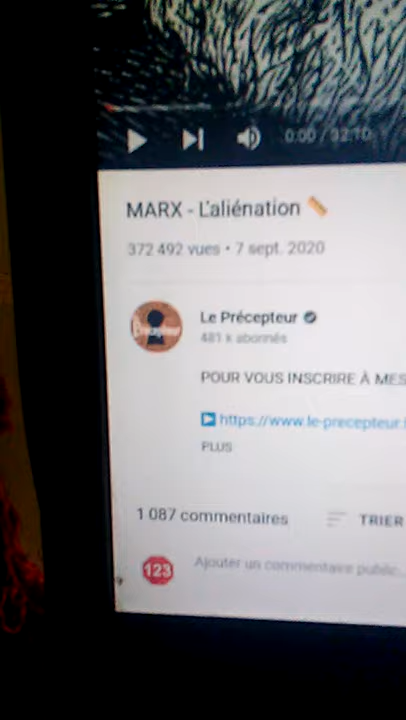 0:00 / 32:10
MARX - L'aliénation
372 492 vues • 7 sept. 2020
Le Précepteur
481 k abonnés
POUR VOUS INSCRIRE À MES
https://www.le-precepteur.
PLUS
1 087 commentaires
TRIER
123
Ajouter un commentaire public...